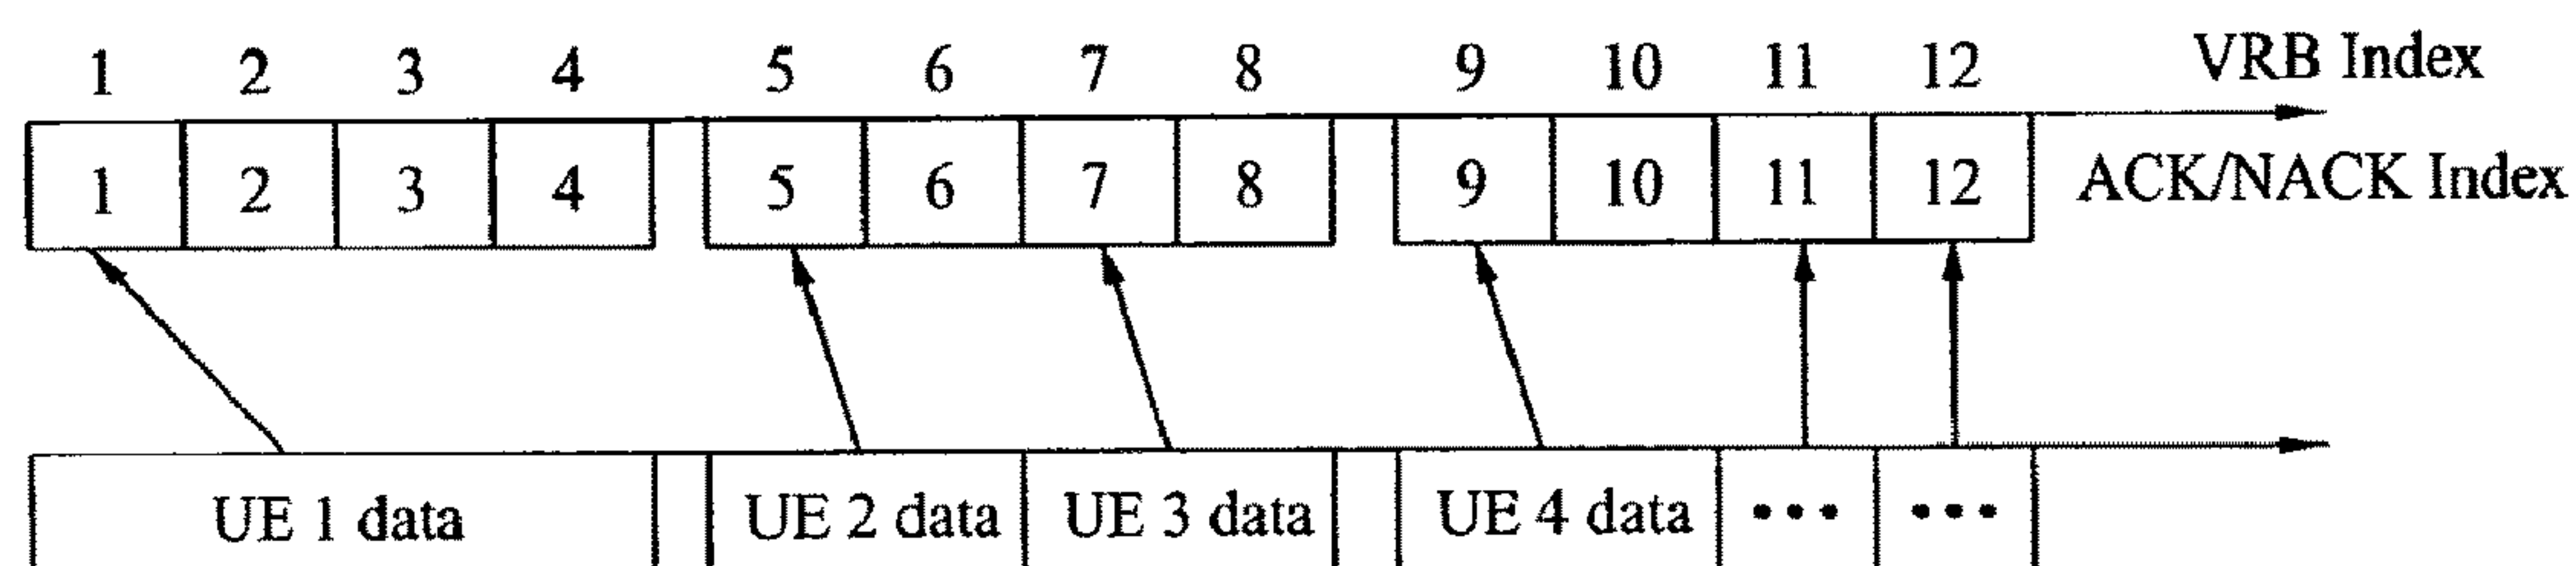 1 2 3 4 5 6 7 8 9 10 11 12 VRB Index
1 2 3 4 5 6 7 8 9 10 11 12 ACK/NACK Index
UE 1 data UE 2 data UE 3 data UE 4 data ••• •••